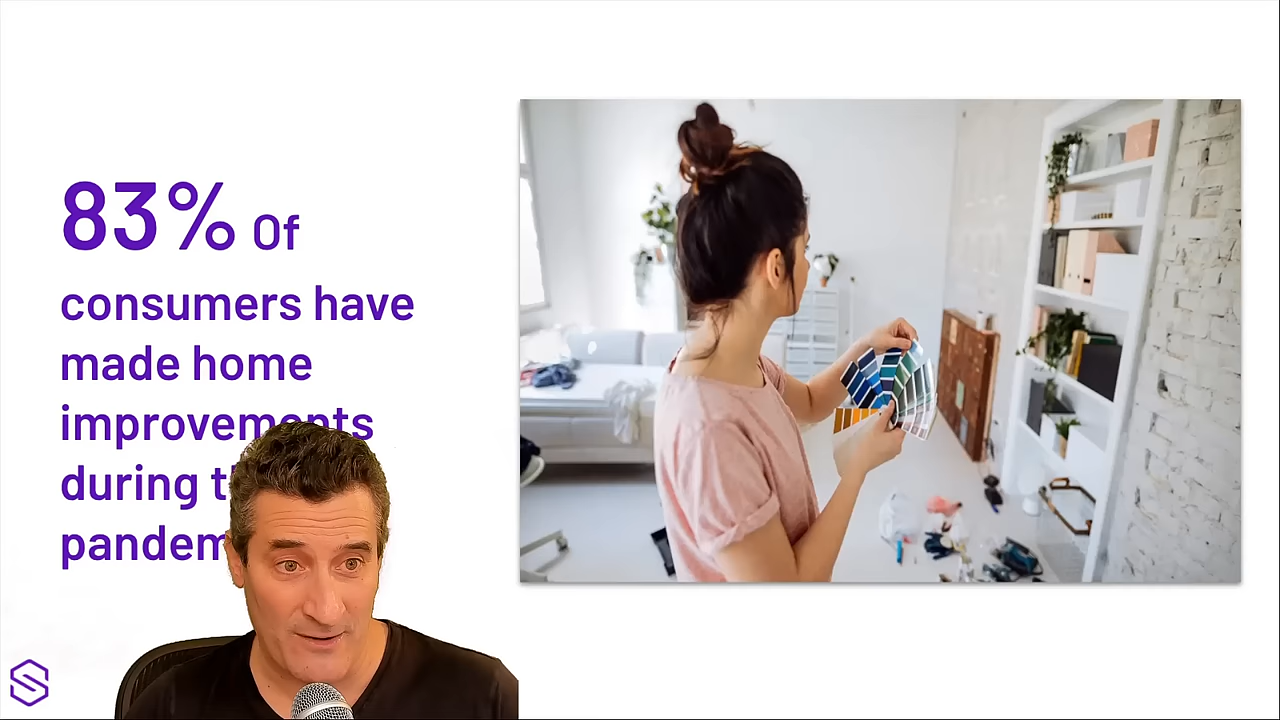 83% Of
consumers have
made home
improvements
during